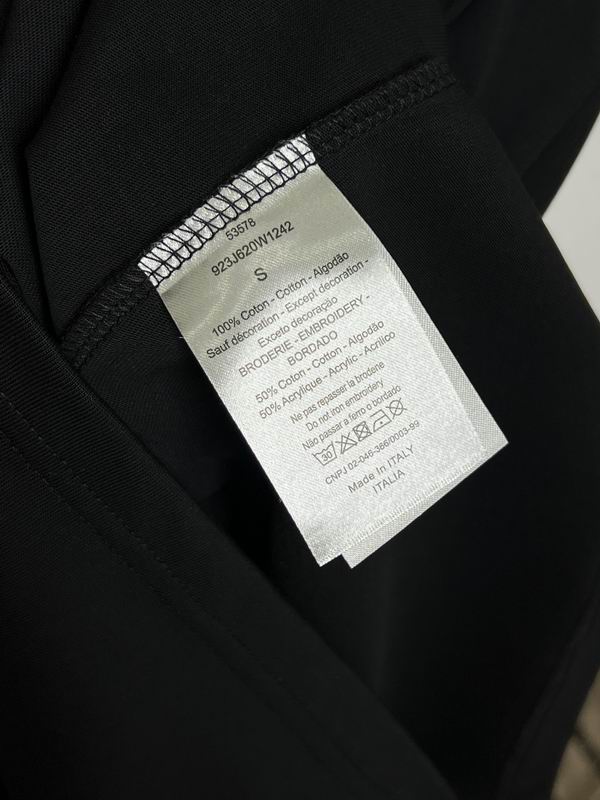 53578
923J620W1242
S
100% Coton - Cotton - Algodão
Sauf décoration - Except decoration -
Exceto decoração
BRODERIE - EMBROIDERY -
BORDADO
50% Coton - Cotton - Algodão
50% Acrylique - Acrylic - Acrílico
Ne pas repasser la broderie
Do not iron embroidery
Não passar a ferro o bordado
30
CNPJ 02-046-386/0003-99
Made in ITALY
ITALIA